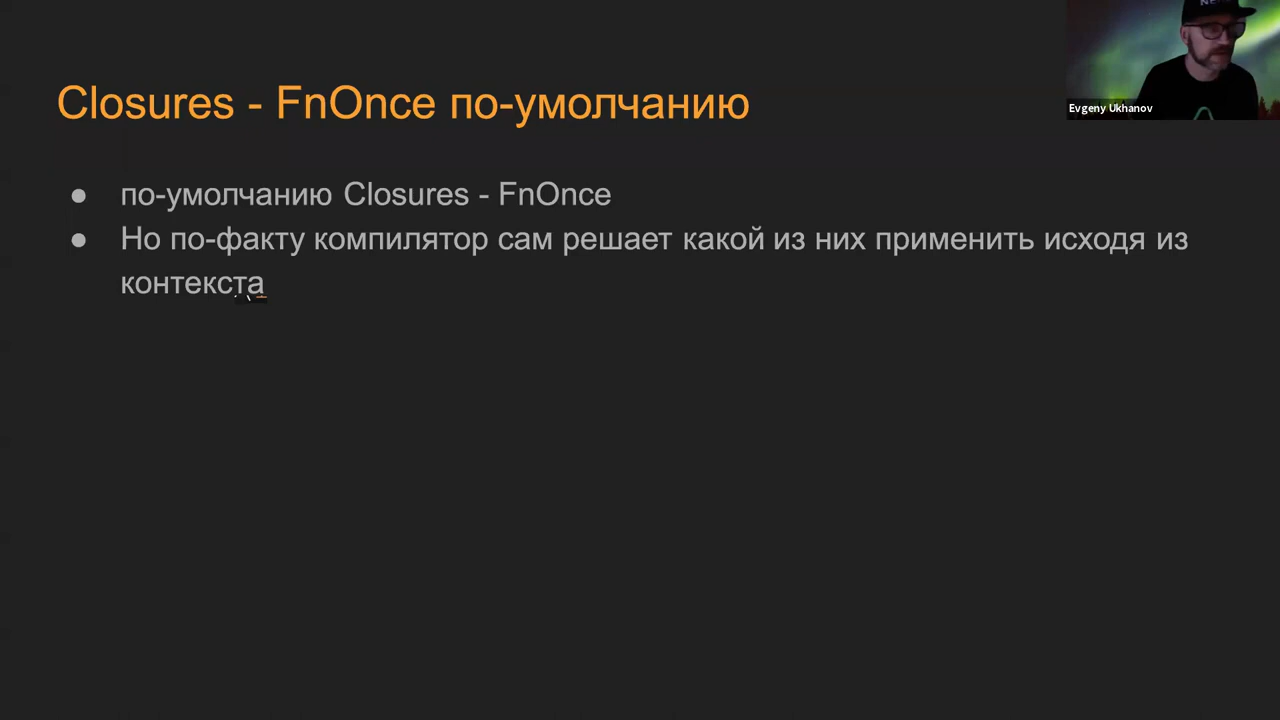 Closures - FnOnce по-умолчанию
● по-умолчанию Closures - FnOnce
● Но по-факту компилятор сам решает какой из них применить исходя из
контекста
Evgeny Ukhanov